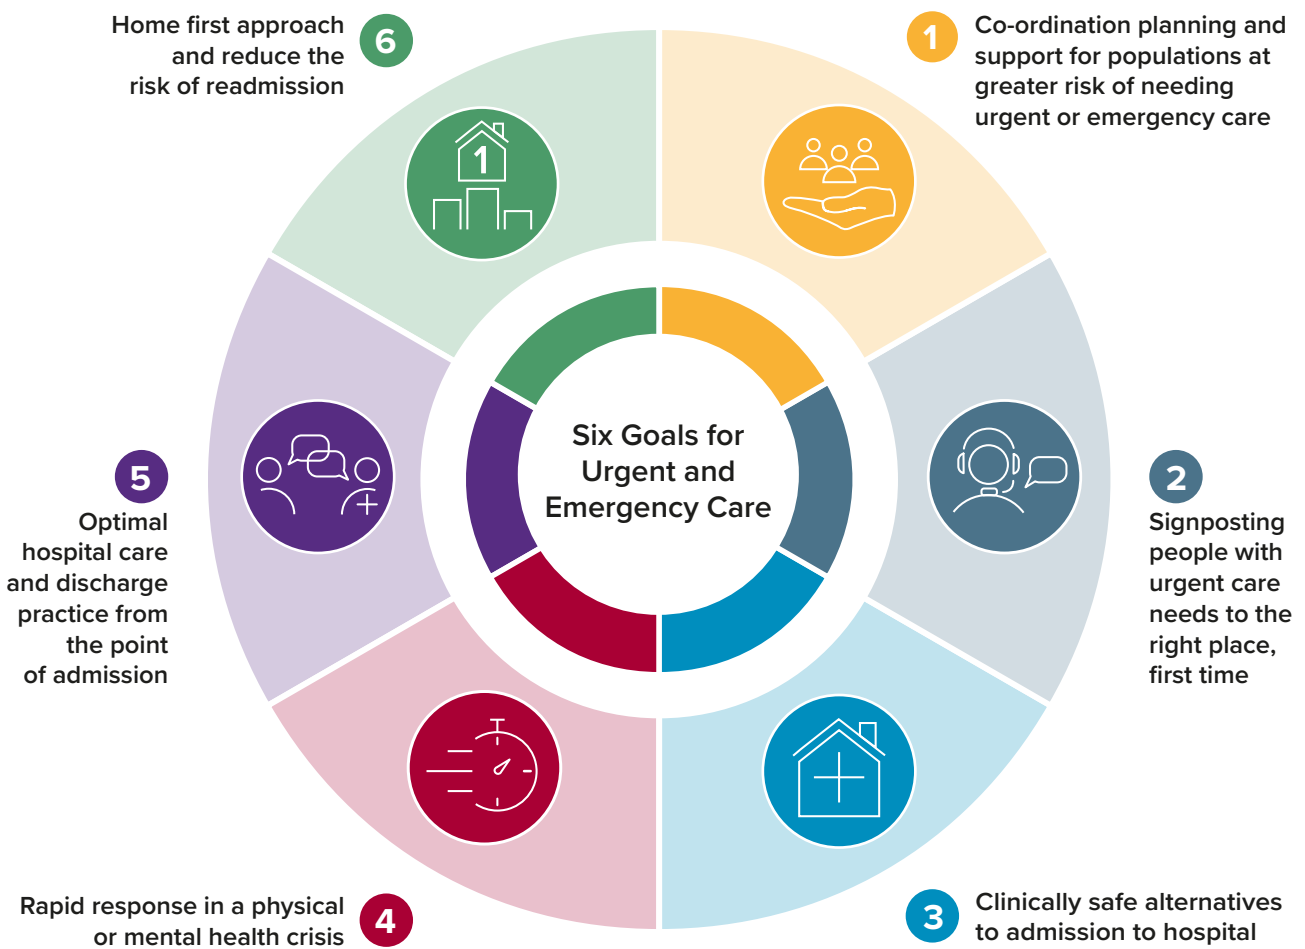 Six Goals for
Urgent and
Emergency Care
1
Co-ordination planning and
support for populations at
greater risk of needing
urgent or emergency care
2
Signposting
people with
urgent care
needs to the
right place,
first time
3
Clinically safe alternatives
to admission to hospital
4
Rapid response in a physical
or mental health crisis
5
Optimal
hospital care
and discharge
practice from
the point
of admission
6
Home first approach
and reduce the
risk of readmission
1